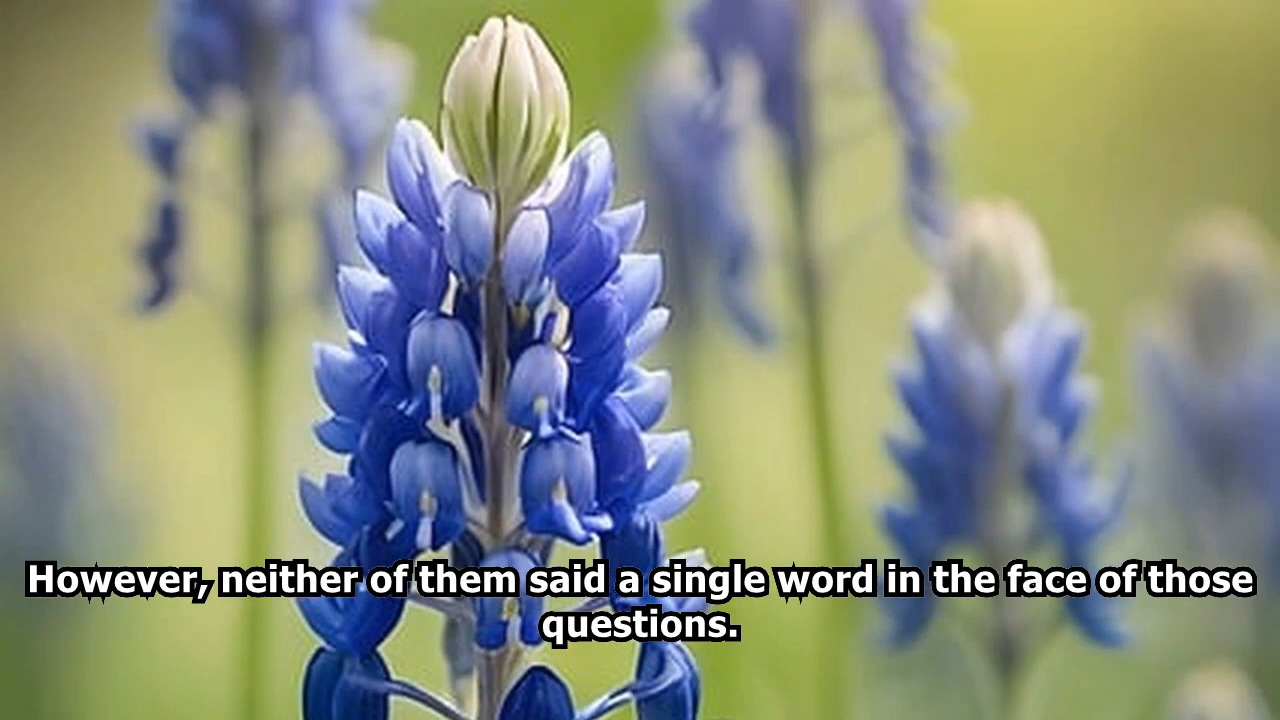 However, neither of them said a single word in the face of those
questions.